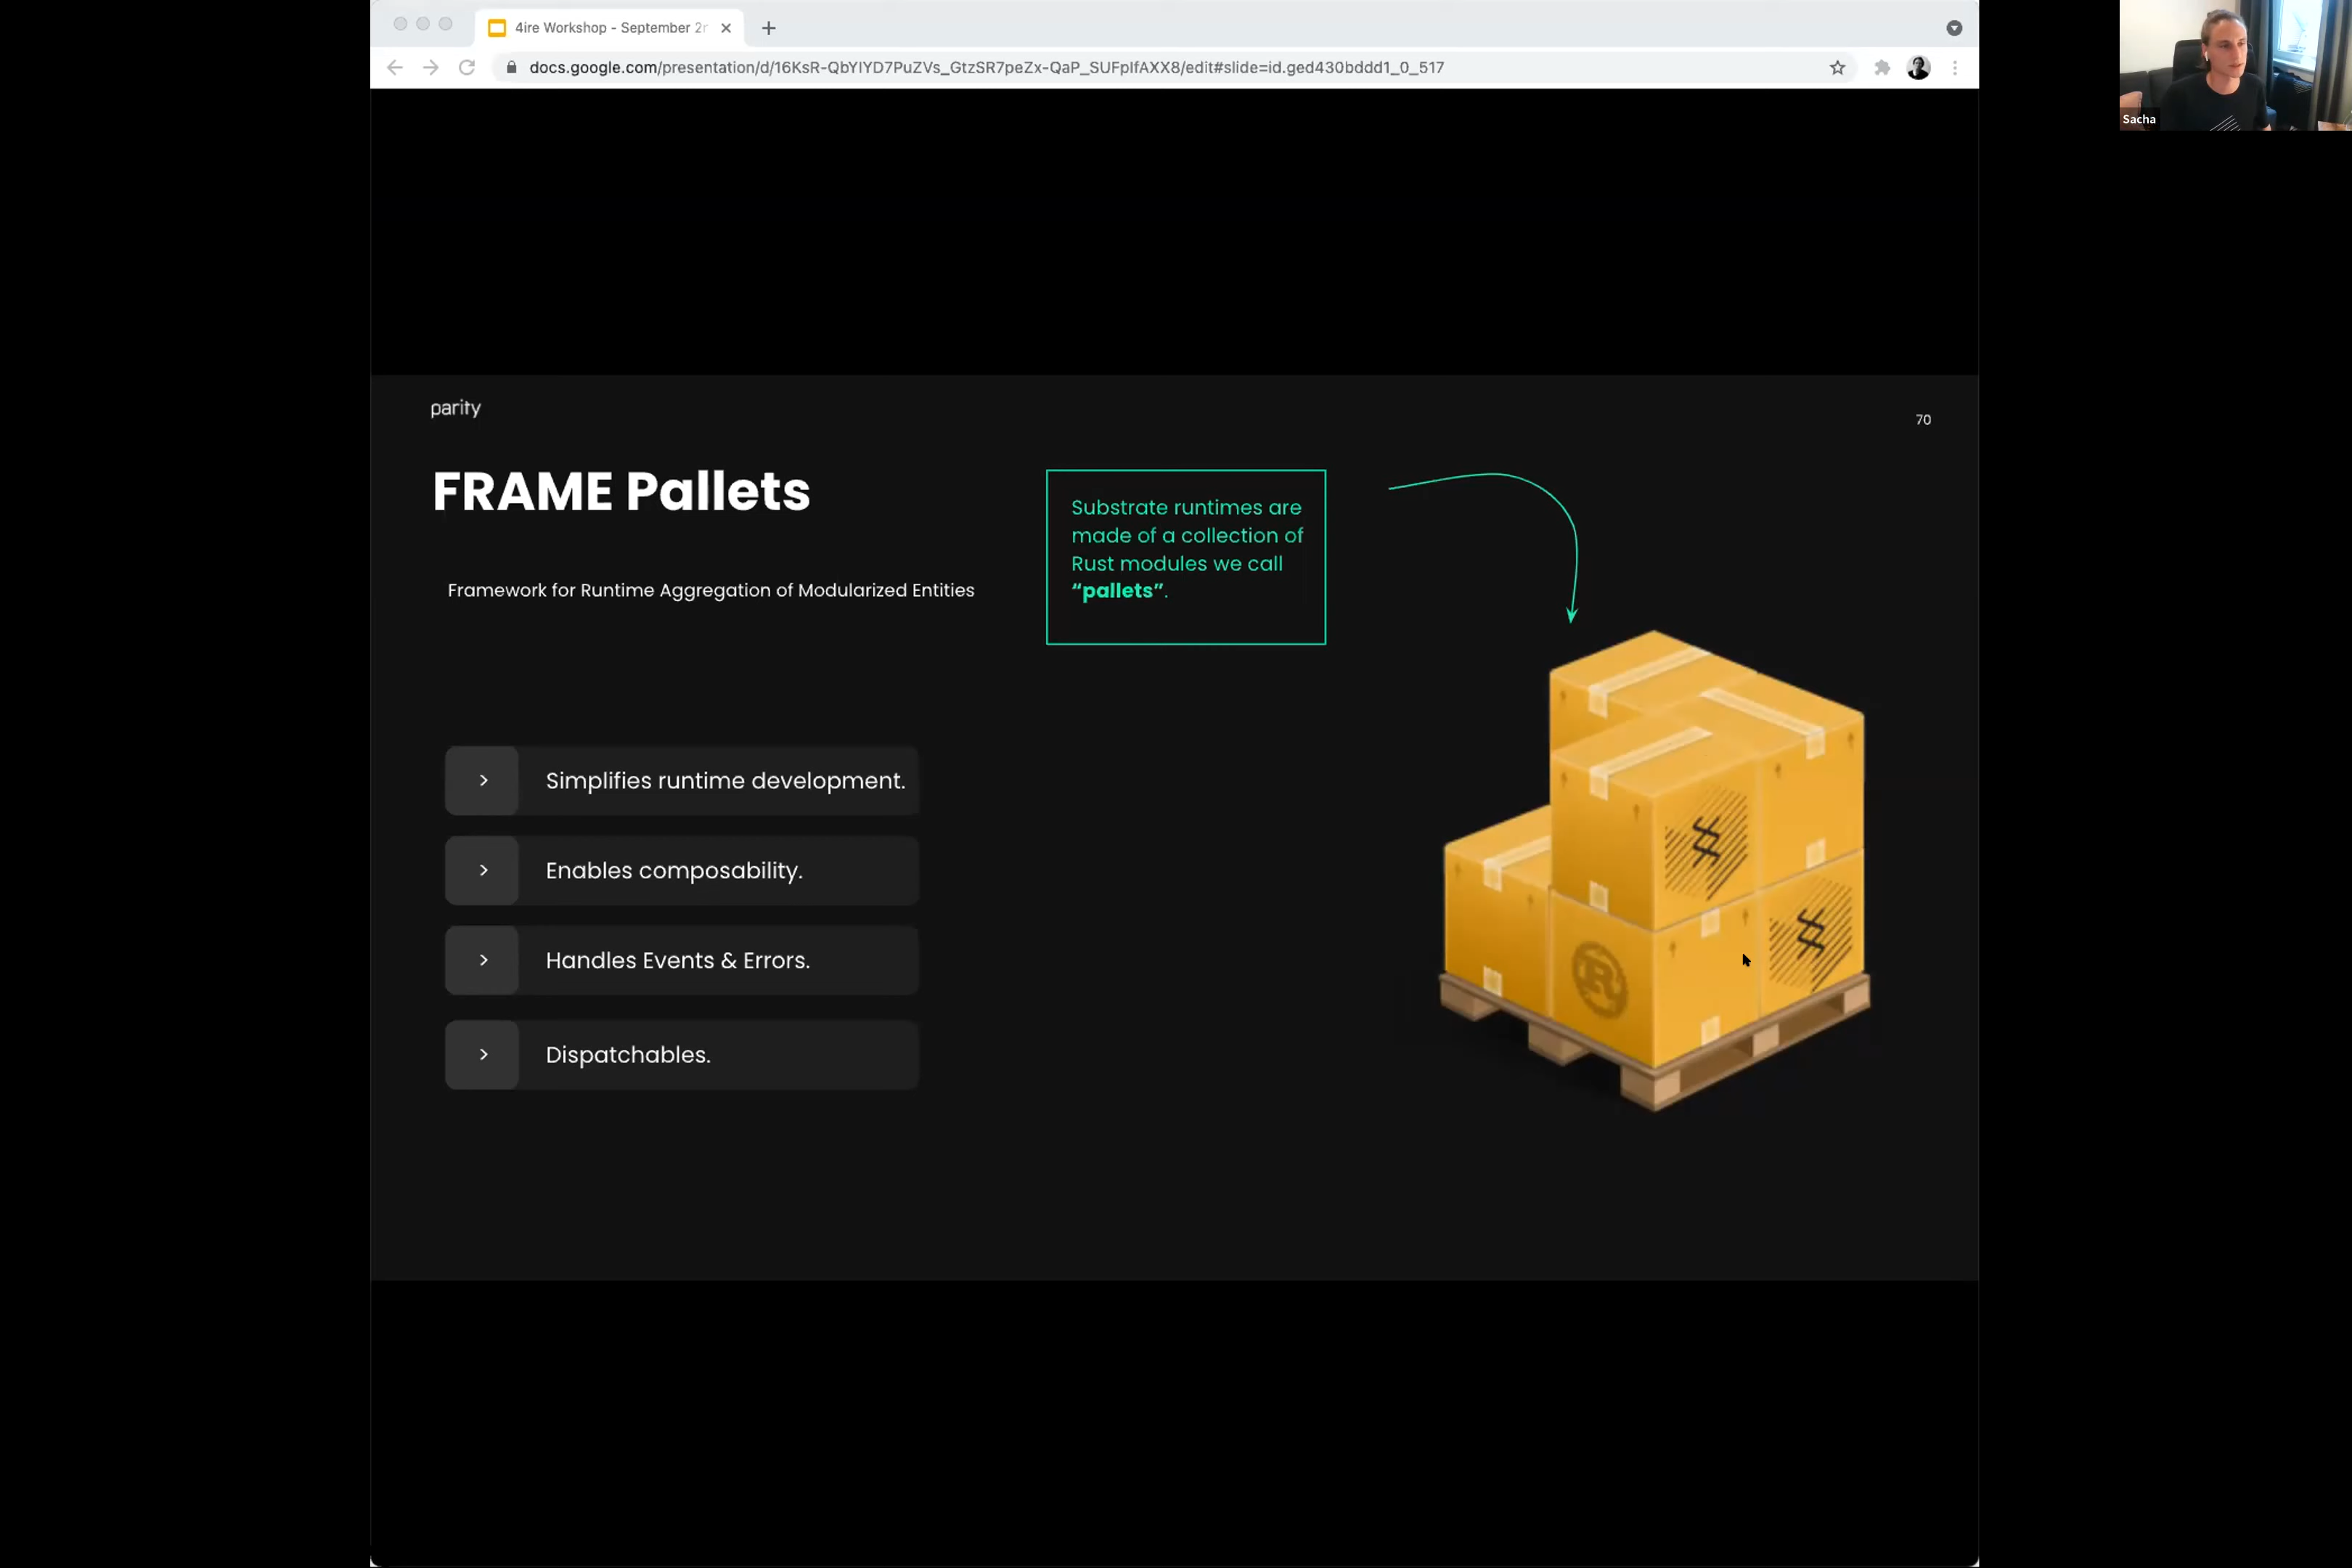 4ire Workshop - September 2
docs.google.com/presentation/d/16KsR-QbYlYD7PuZVs_GtzSR7peZx-QaP_SUFpIfAXX8/edit#slide=id.ged430bddd1_0_517
Sacha
parity
70
FRAME Pallets
Framework for Runtime Aggregation of Modularized Entities
Substrate runtimes are
made of a collection of
Rust modules we call
“pallets”.
> Simplifies runtime development.
> Enables composability.
> Handles Events & Errors.
> Dispatchables.
R